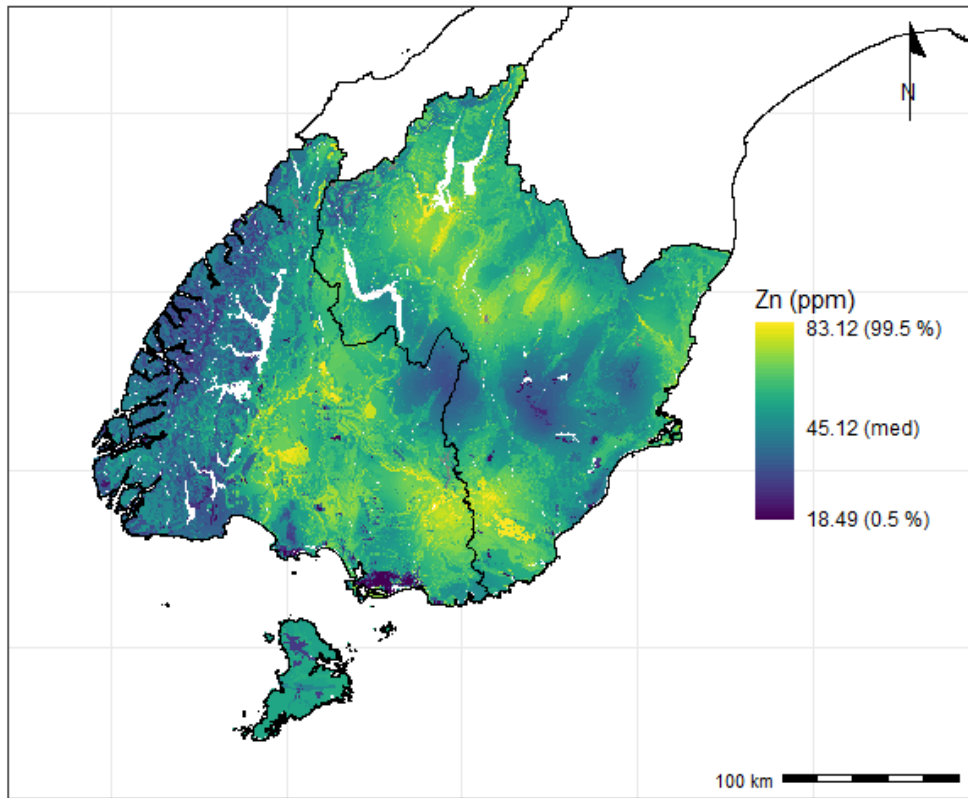 N
Zn (ppm)
83.12 (99.5 %)
45.12 (med)
18.49 (0.5 %)
100 km